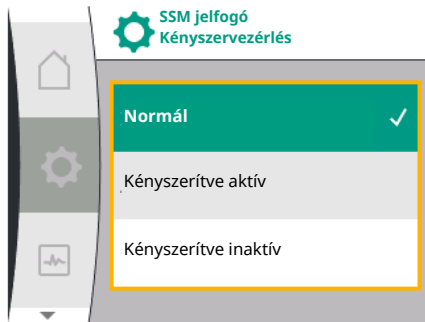 SSM jelfogó
Kényszervezérlés
Normál
Kényszerítve aktív
Kényszerítve inaktív